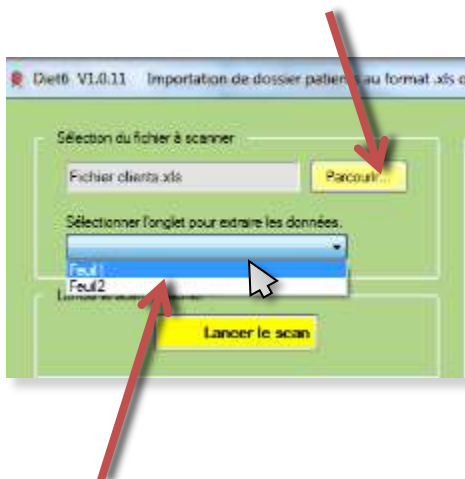 Diet6 V1.0.11 Importation de dossier patients au format .xls
Sélection du fichier à scanner
Fichier clients.xls
Parcourir...
Sélectionner l'onglet pour extraire les données.
Feuil1
Feuil2
Lancer le scan